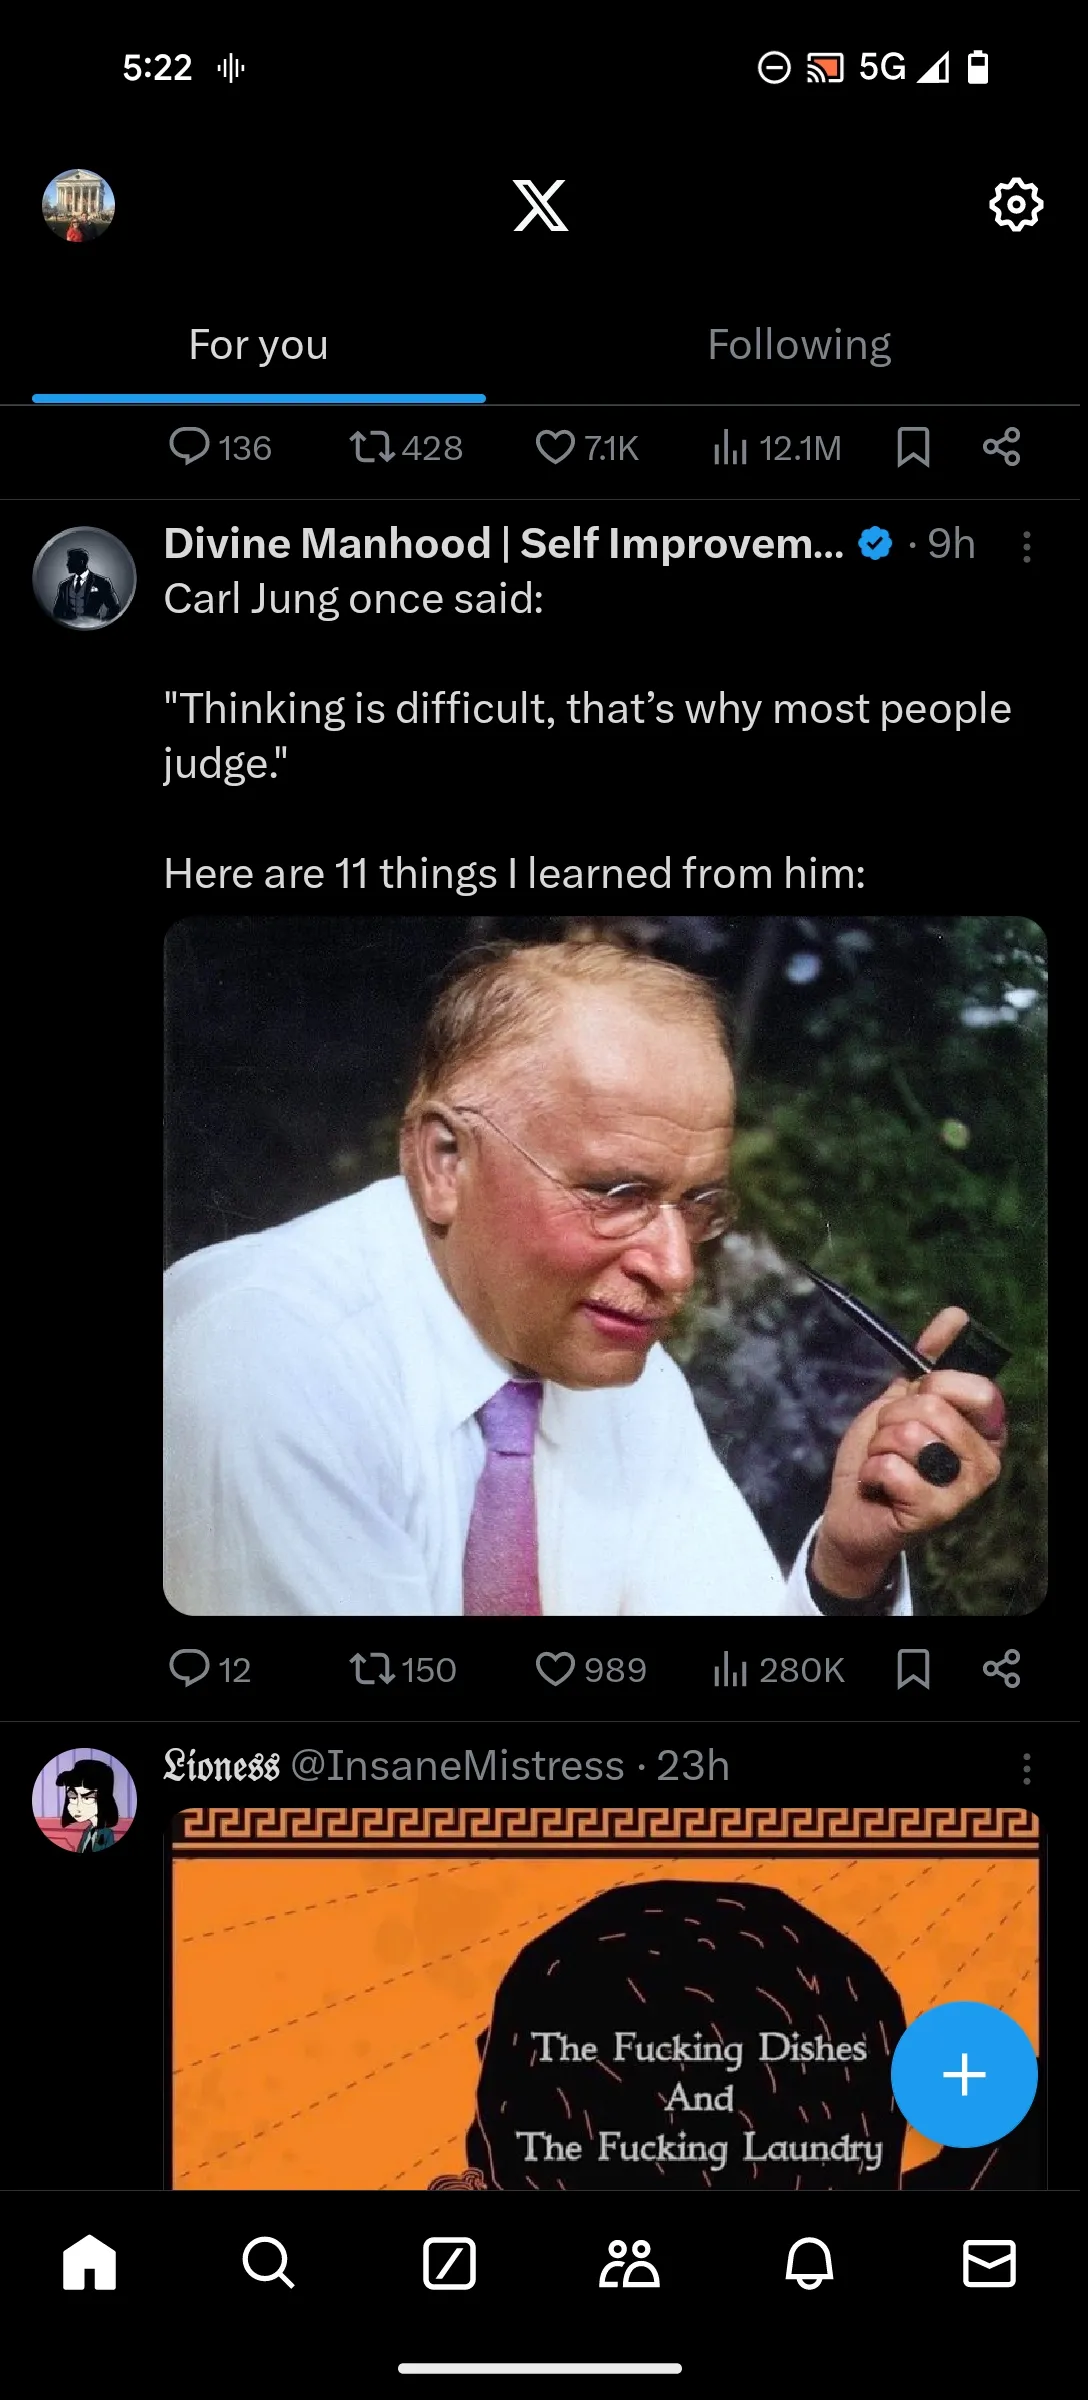 5:22
5G
X
For you
Following
136
428
7.1K
12.1M
Divine Manhood | Self Improvem... · 9h
Carl Jung once said:
"Thinking is difficult, that’s why most people
judge."
Here are 11 things I learned from him:
12
150
989
280K
Lioness @InsaneMistress · 23h
The Fucking Dishes
And
The Fucking Laundry